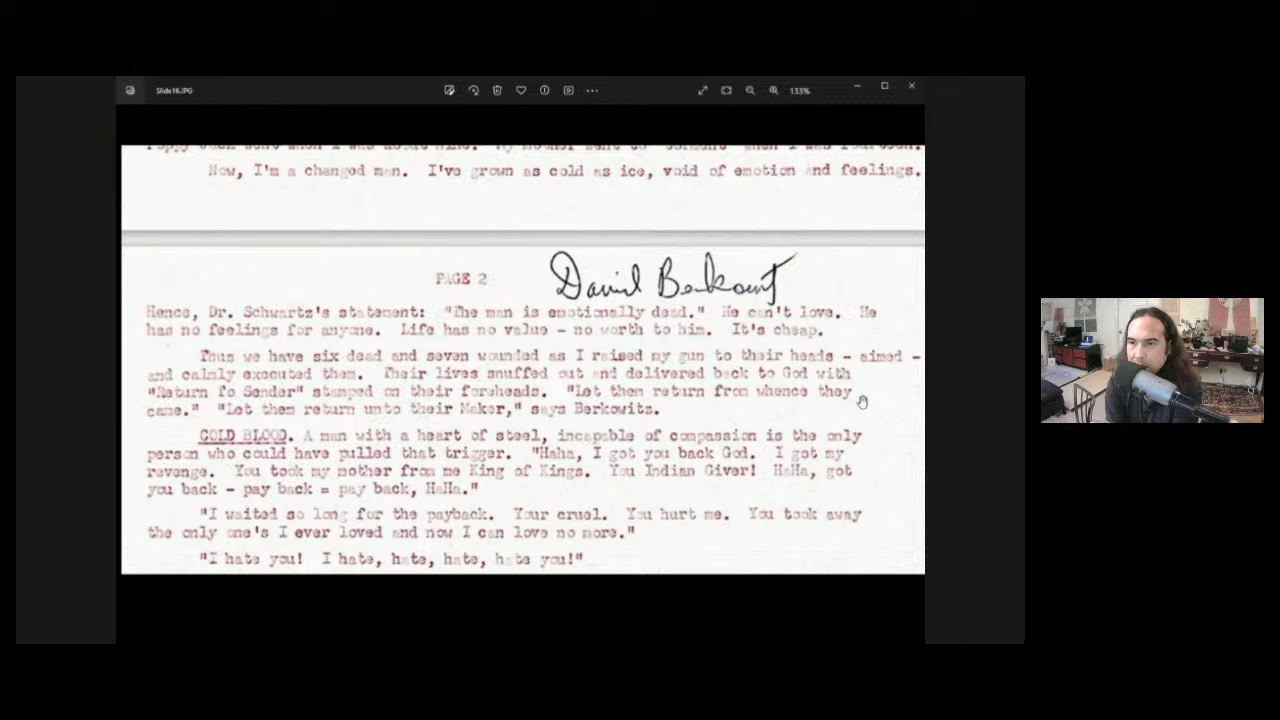 Slide16.JPG
133%
Now, I'm a changed man. I've grown as cold as ice, void of emotion and feelings.
PAGE 2
David Berkowitz
Hence, Dr. Schwartz's statement: "The man is emotionally dead." He can't love. He
has no feelings for anyone. Life has no value - no worth to him. It's cheap.
Thus we have six dead and seven wounded as I raised my gun to their heads - aimed -
and calmly executed them. Their lives snuffed out and delivered back to God with
"Return To Sender" stamped on their foreheads. "Let them return from whence they
came." "Let them return unto their Maker," says Berkowitz.
COLD BLOOD. A man with a heart of steel, incapable of compassion is the only
person who could have pulled that trigger. "Haha, I got you back God. I got my
revenge. You took my mother from me King of Kings. You Indian Giver! HaHa, got
you back - pay back = pay back, HaHa."
"I waited so long for the payback. Your cruel. You hurt me. You took away
the only one's I ever loved and now I can love no more."
"I hate you! I hate, hate, hate, hate you!"